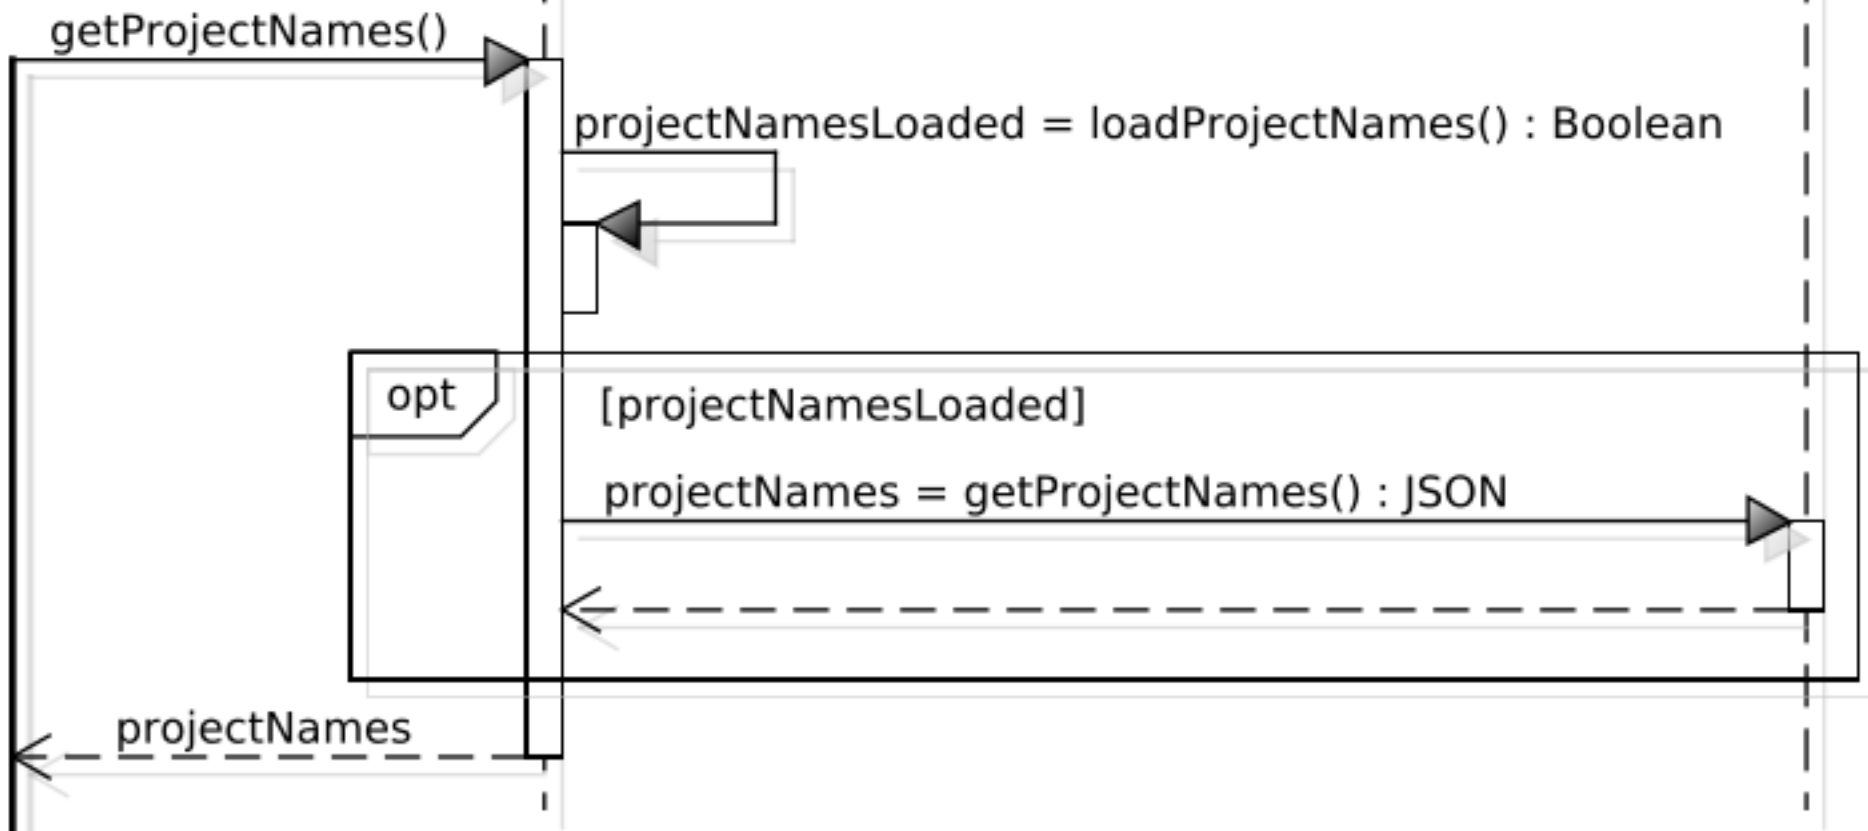 getProjectNames()
projectNamesLoaded = loadProjectNames() : Boolean
opt
[projectNamesLoaded]
projectNames = getProjectNames() : JSON
projectNames